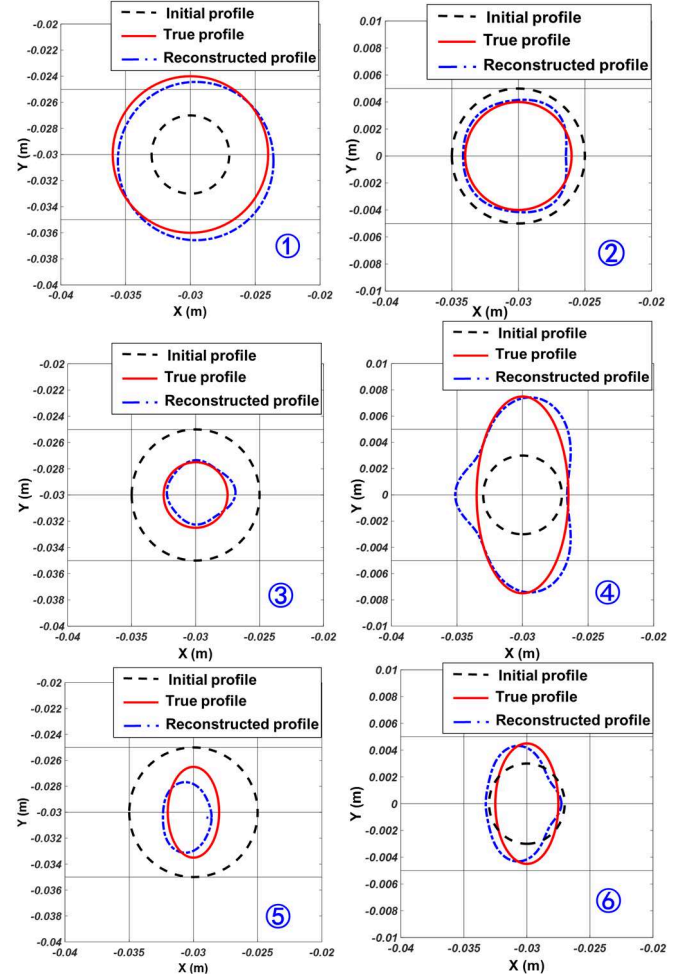 Initial profile
True profile
Reconstructed profile
-0.02
-0.022
-0.024
-0.026
-0.028
-0.03
-0.032
-0.034
-0.036
-0.038
-0.04
Y (m)
①
-0.04 -0.035 -0.03 -0.025 -0.02
X (m)
Initial profile
True profile
Reconstructed profile
0.01
0.008
0.006
0.004
0.002
0
-0.002
-0.004
-0.006
-0.008
-0.01
Y (m)
②
-0.04 -0.035 -0.03 -0.025 -0.02
X (m)
Initial profile
True profile
Reconstructed profile
-0.02
-0.022
-0.024
-0.026
-0.028
-0.03
-0.032
-0.034
-0.036
-0.038
-0.04
Y (m)
③
-0.04 -0.035 -0.03 -0.025 -0.02
X (m)
Initial profile
True profile
Reconstructed profile
0.01
0.008
0.006
0.004
0.002
0
-0.002
-0.004
-0.006
-0.008
-0.01
Y (m)
④
-0.04 -0.035 -0.03 -0.025 -0.02
X (m)
Initial profile
True profile
Reconstructed profile
-0.02
-0.022
-0.024
-0.026
-0.028
-0.03
-0.032
-0.034
-0.036
-0.038
-0.04
Y (m)
⑤
-0.04 -0.035 -0.03 -0.025 -0.02
X (m)
Initial profile
True profile
Reconstructed profile
0.01
0.008
0.006
0.004
0.002
0
-0.002
-0.004
-0.006
-0.008
-0.01
Y (m)
⑥
-0.04 -0.035 -0.03 -0.025 -0.02
X (m)